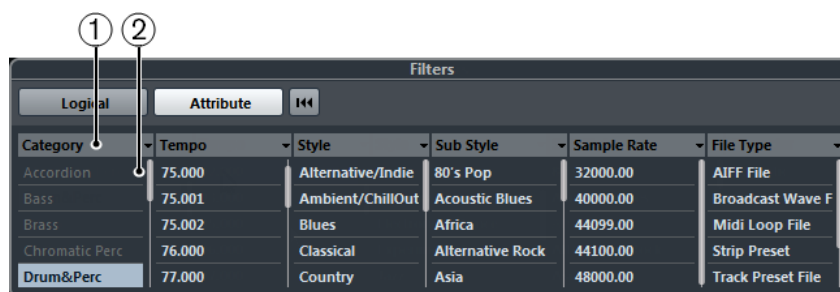 1 2
Filters
Logical Attribute
Category Tempo Style Sub Style Sample Rate File Type
Accordion 75.000 Alternative/Indie 80's Pop 32000.00 AIFF File
Bass 75.001 Ambient/ChillOut Acoustic Blues 40000.00 Broadcast Wave F
Brass 75.002 Blues Africa 44099.00 Midi Loop File
Chromatic Perc 76.000 Classical Alternative Rock 44100.00 Strip Preset
Drum&Perc 77.000 Country Asia 48000.00 Track Preset File